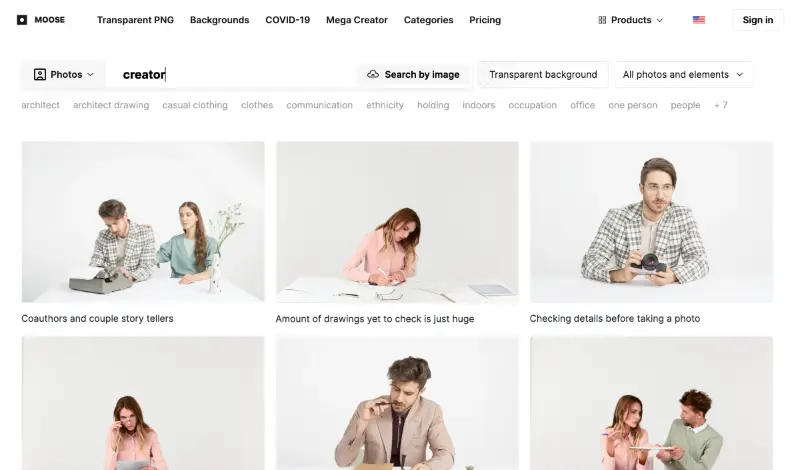 MOOSE Transparent PNG Backgrounds COVID-19 Mega Creator Categories Pricing Products Sign in
Photos creator Search by image Transparent background All photos and elements
architect architect drawing casual clothing clothes communication ethnicity holding indoors occupation office one person people + 7
Coauthors and couple story tellers
Amount of drawings yet to check is just huge
Checking details before taking a photo